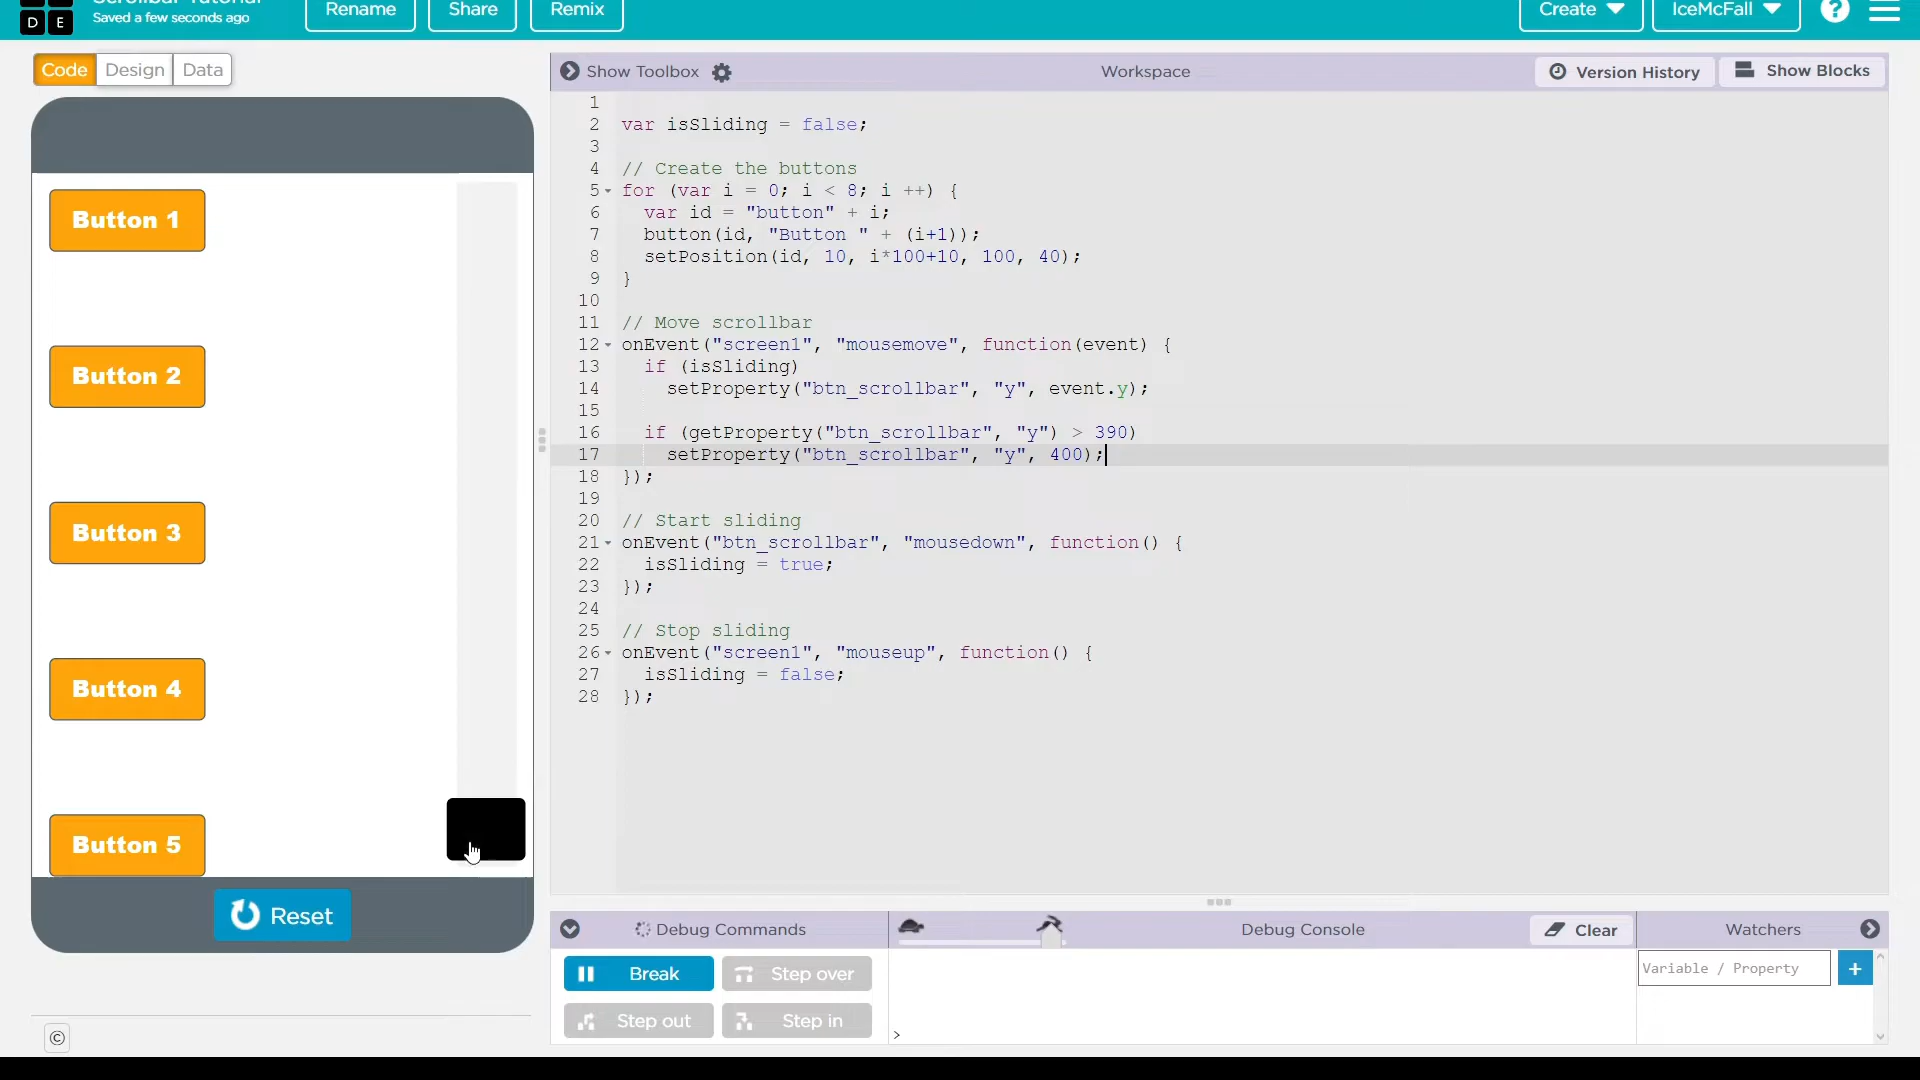 D E
Scrollbar Tutorial
Saved a few seconds ago
Rename
Share
Remix
Create
IceMcFall
?
Code
Design
Data
Show Toolbox
Workspace
Version History
Show Blocks
Button 1
Button 2
Button 3
Button 4
Button 5
Reset
1
2 var isSliding = false;
3
4 // Create the buttons
5 for (var i = 0; i < 8; i ++) {
6 var id = "button" + i;
7 button(id, "Button " + (i+1));
8 setPosition(id, 10, i*100+10, 100, 40);
9 }
10
11 // Move scrollbar
12 onEvent("screen1", "mousemove", function(event) {
13 if (isSliding)
14 setProperty("btn_scrollbar", "y", event.y);
15
16 if (getProperty("btn_scrollbar", "y") > 390)
17 setProperty("btn_scrollbar", "y", 400);
18 });
19
20 // Start sliding
21 onEvent("btn_scrollbar", "mousedown", function() {
22 isSliding = true;
23 });
24
25 // Stop sliding
26 onEvent("screen1", "mouseup", function() {
27 isSliding = false;
28 });
Debug Commands
Debug Console
Clear
Watchers
Break
Step over
Variable / Property
+
Step out
Step in
>
©